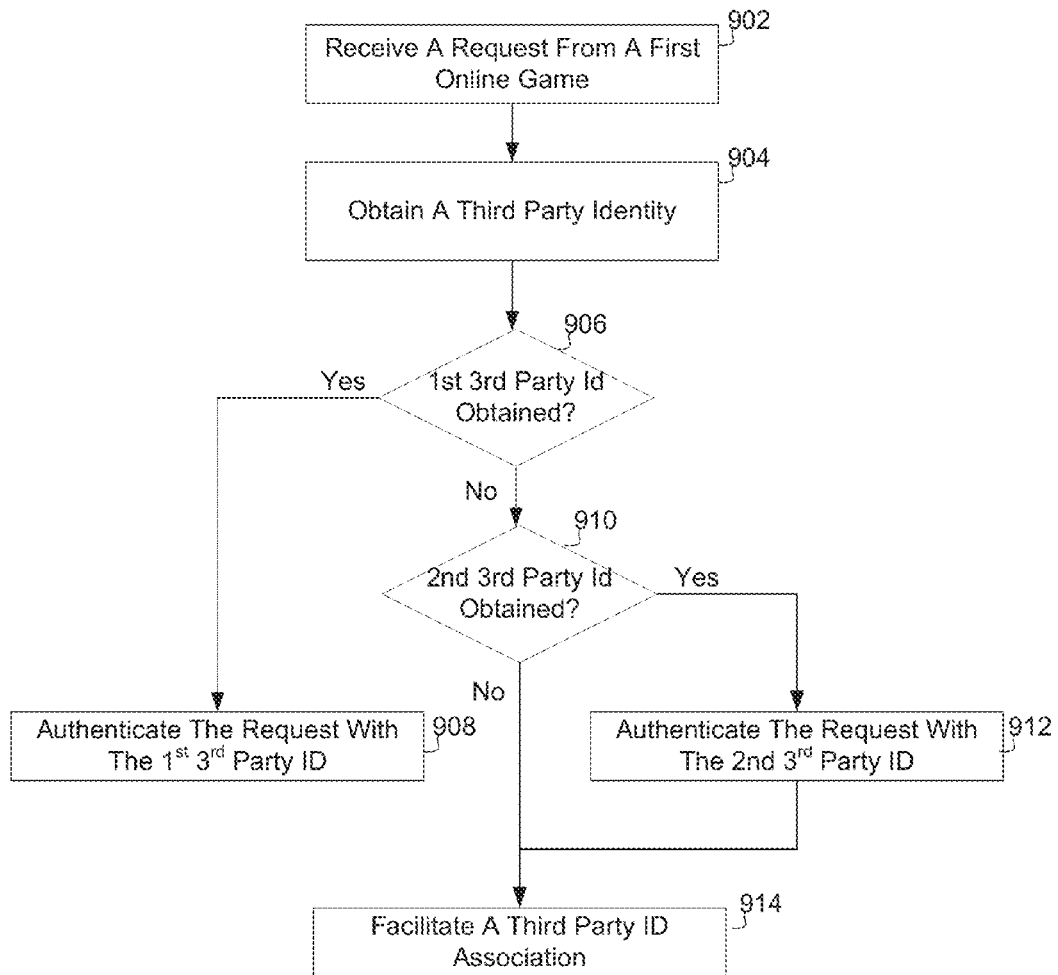 902
Receive A Request From A First
Online Game
904
Obtain A Third Party Identity
906
Yes
1st 3rd Party Id
Obtained?
No
910
2nd 3rd Party Id
Obtained?
Yes
No
Authenticate The Request With
The 1st 3rd Party ID
908
Authenticate The Request With
The 2nd 3rd Party ID
912
914
Facilitate A Third Party ID
Association